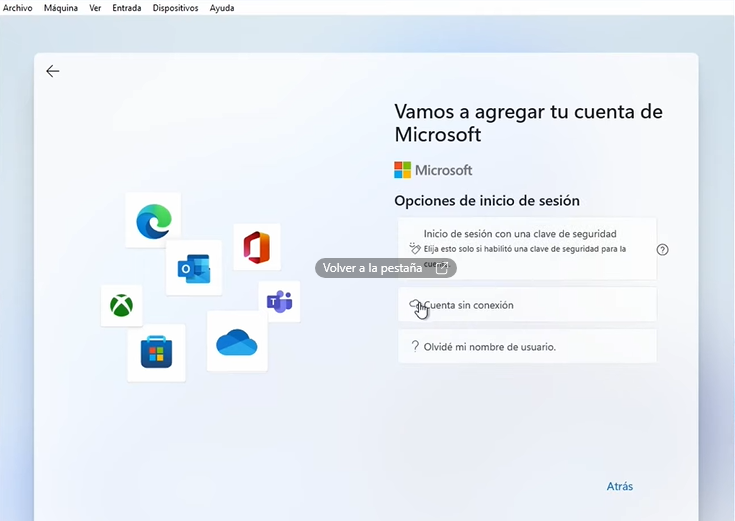 Archivo Máquina Ver Entrada Dispositivos Ayuda
Vamos a agregar tu cuenta de
Microsoft
Microsoft
Opciones de inicio de sesión
Inicio de sesión con una clave de seguridad
Elija esto solo si habilitó una clave de seguridad para la
Volver a la pestaña
Cuenta sin conexión
Olvidé mi nombre de usuario.
Atrás